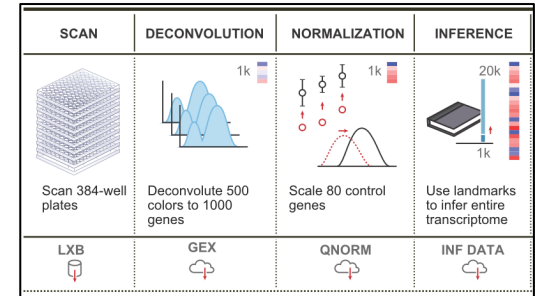 SCAN
DECONVOLUTION
NORMALIZATION
INFERENCE
1k
1k
20k
1k
Scan 384-well
plates
Deconvolute 500
colors to 1000
genes
Scale 80 control
genes
Use landmarks
to infer entire
transcriptome
LXB
GEX
QNORM
INF DATA